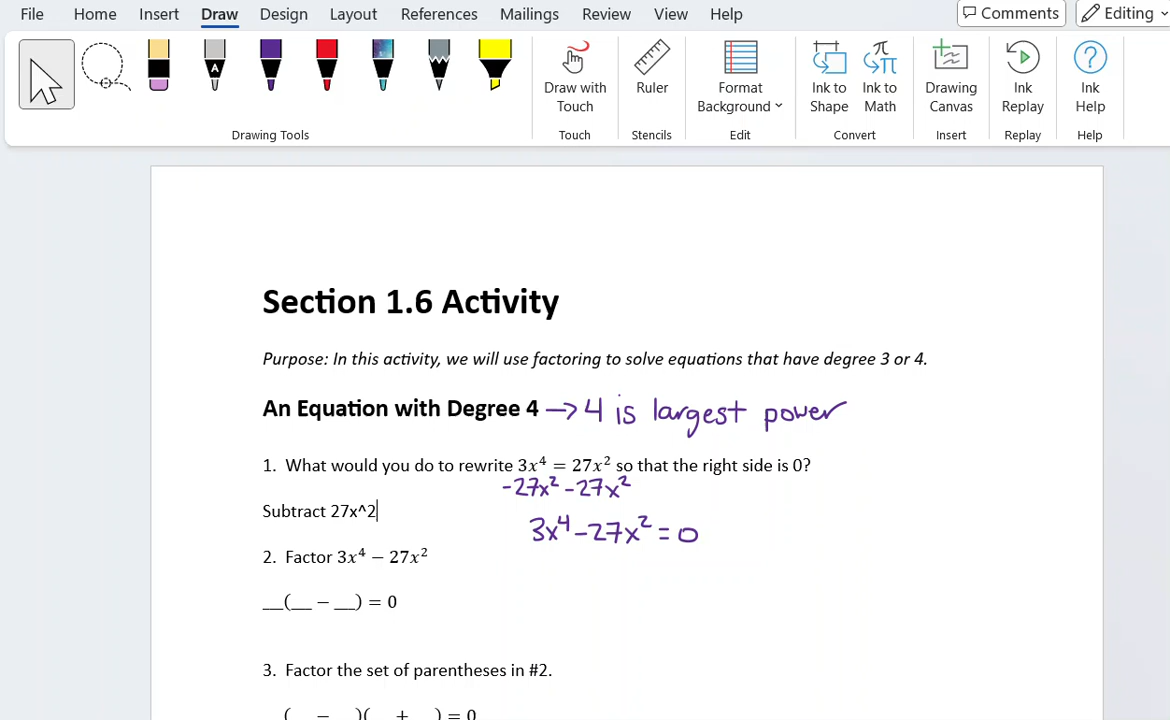 File Home Insert Draw Design Layout References Mailings Review View Help Comments Editing
A
Draw with Touch
Ruler
Format Background
Ink to Shape
Ink to Math
Drawing Canvas
Ink Replay
Ink Help
Drawing Tools Touch Stencils Edit Convert Insert Replay Help
Section 1.6 Activity
Purpose: In this activity, we will use factoring to solve equations that have degree 3 or 4.
An Equation with Degree 4 → 4 is largest power
1. What would you do to rewrite 3x⁴ = 27x² so that the right side is 0?
-27x² -27x²
Subtract 27x^2
3x⁴ - 27x² = 0
2. Factor 3x⁴ − 27x²
__(__ − __) = 0
3. Factor the set of parentheses in #2.
__(__ − __)(__ + __) = 0